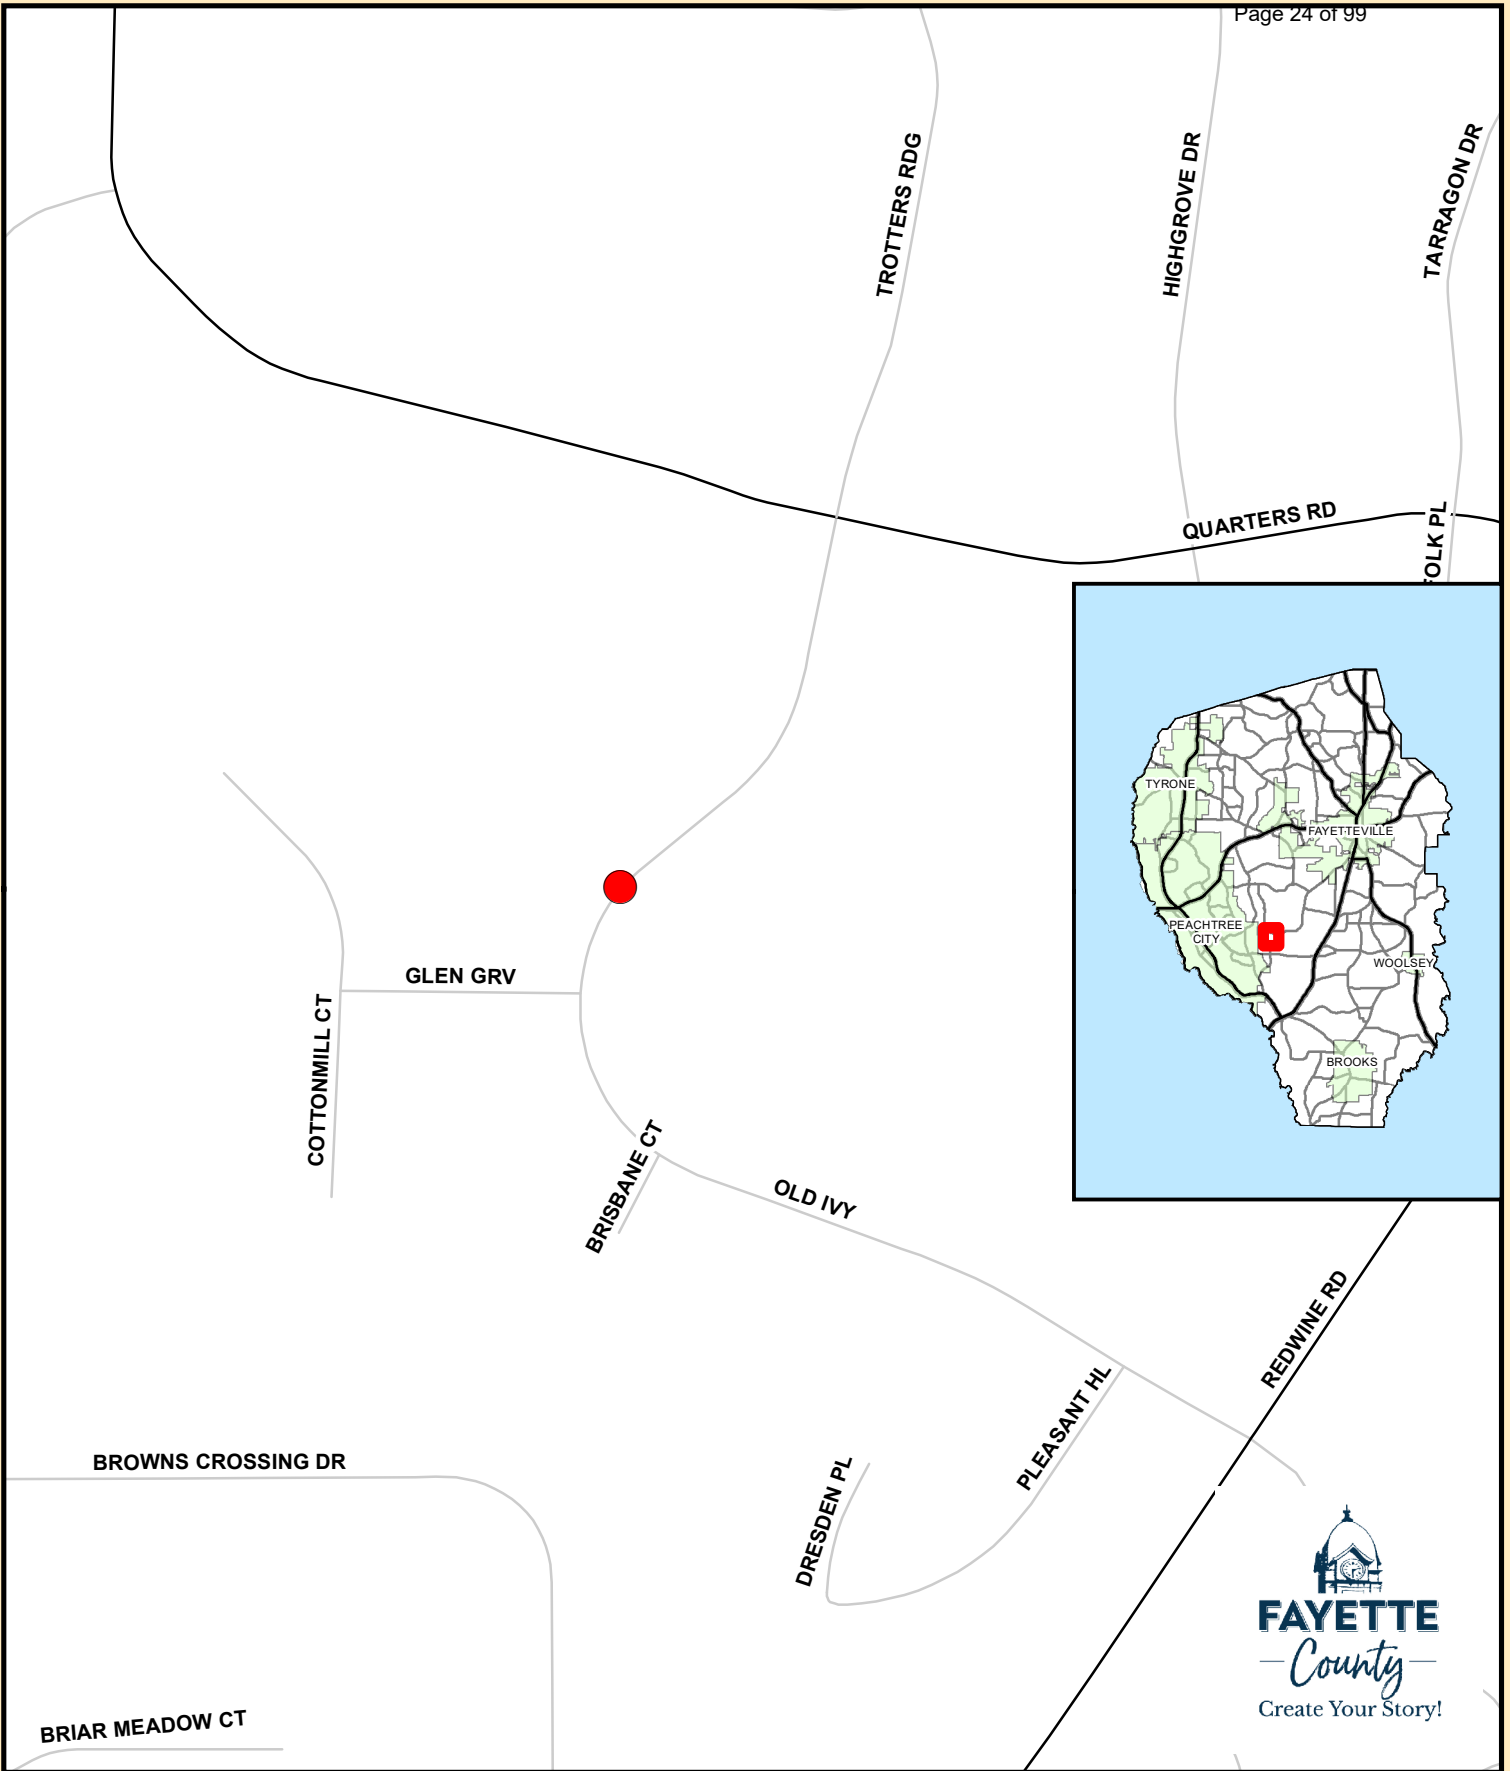 Page 24 of 99
TROTTERS RDG
HIGHGROVE DR
TARRAGON DR
QUARTERS RD
FOLK PL
TYRONE
FAYETTEVILLE
PEACHTREE
CITY
WOOLSEY
BROOKS
GLEN GRV
COTTONMILL CT
BRISBANE CT
OLD IVY
REDWINE RD
PLEASANT HL
DRESDEN PL
BROWNS CROSSING DR
BRIAR MEADOW CT
FAYETTE
County
Create Your Story!